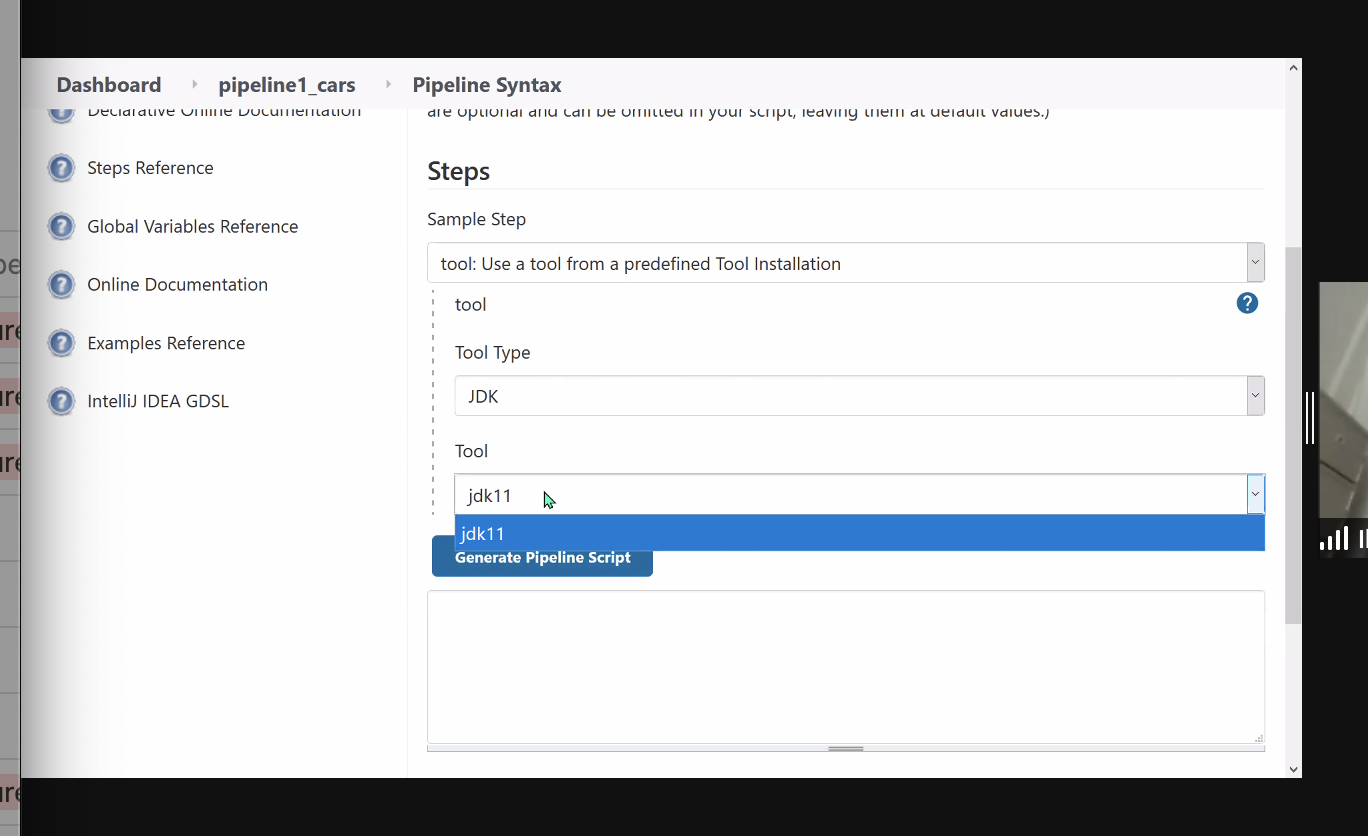 Dashboard pipeline1_cars Pipeline Syntax
Declarative Online Documentation
are optional and can be omitted in your script, leaving them at default values.)
Steps Reference
Global Variables Reference
Online Documentation
Examples Reference
IntelliJ IDEA GDSL
Steps
Sample Step
tool: Use a tool from a predefined Tool Installation
tool
?
Tool Type
JDK
Tool
jdk11
jdk11
Generate Pipeline Script